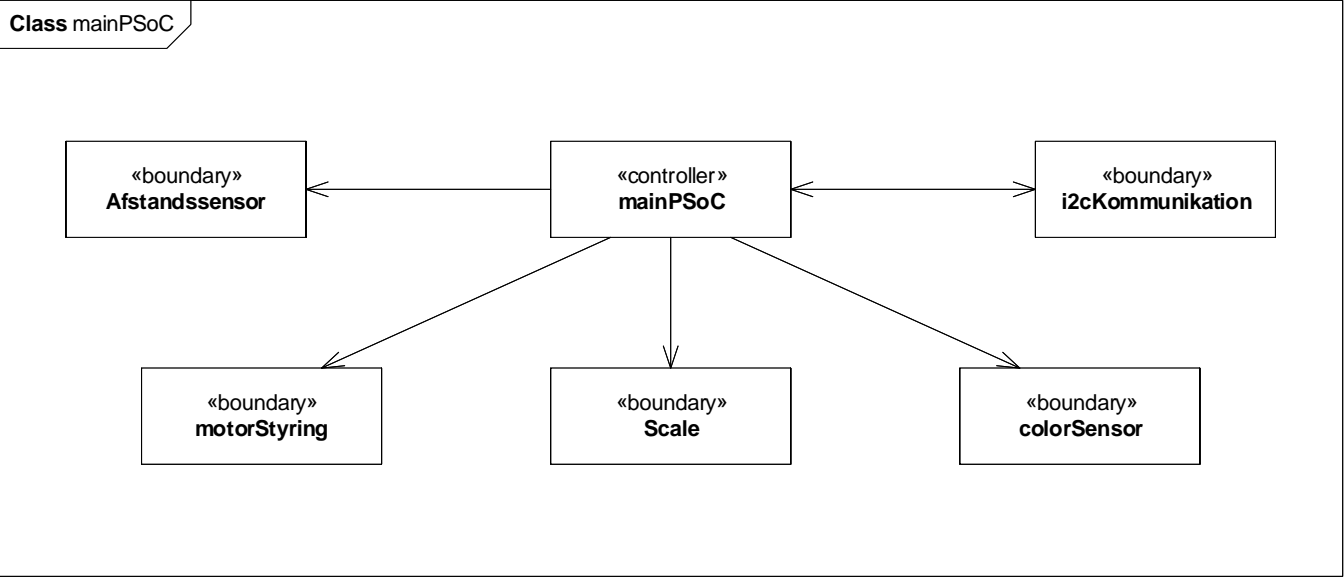 Class mainPSoC
«boundary»
Afstandssensor
«controller»
mainPSoC
«boundary»
i2cKommunikation
«boundary»
motorStyring
«boundary»
Scale
«boundary»
colorSensor